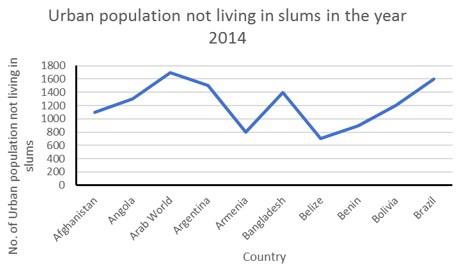 Urban population not living in slums in the year
2014
No. of Urban population not living in
slums
1800
1600
1400
1200
1000
800
600
400
200
0
Afghanistan
Angola
Arab World
Argentina
Armenia
Bangladesh
Belize
Benin
Bolivia
Brazil
Country